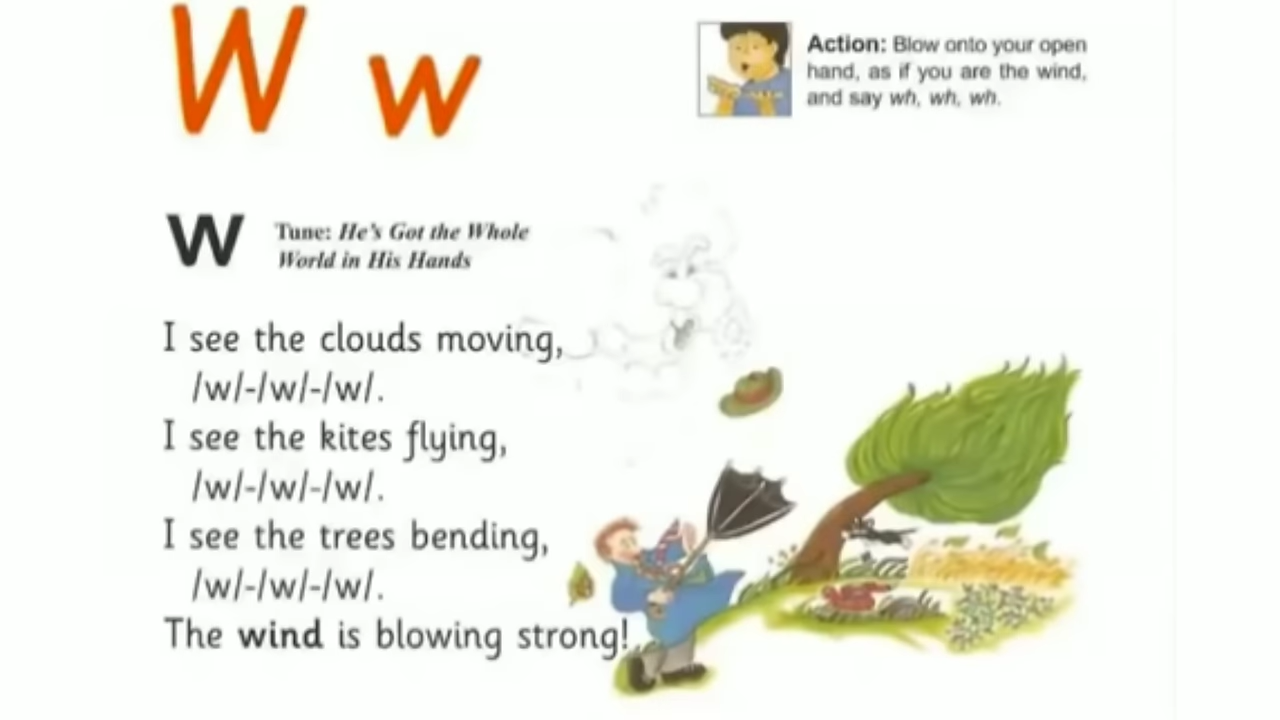 W w
Action: Blow onto your open
hand, as if you are the wind,
and say wh, wh, wh.
w
Tune: He's Got the Whole
World in His Hands
I see the clouds moving,
/w/-/w/-/w/.
I see the kites flying,
/w/-/w/-/w/.
I see the trees bending,
/w/-/w/-/w/.
The wind is blowing strong!